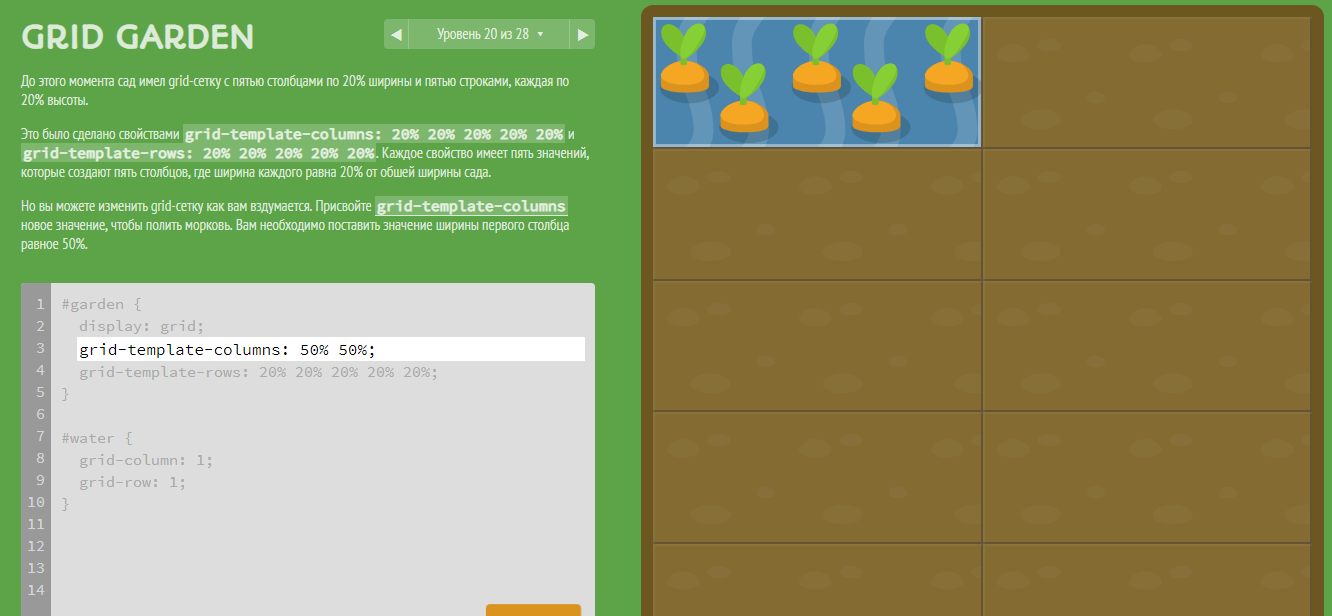 GRID GARDEN
◀ Уровень 20 из 28 ▾ ▶
До этого момента сад имел grid-сетку с пятью столбцами по 20% ширины и пятью строками, каждая по
20% высоты.
Это было сделано свойствами grid-template-columns: 20% 20% 20% 20% 20% и
grid-template-rows: 20% 20% 20% 20% 20%. Каждое свойство имеет пять значений,
которые создают пять столбцов, где ширина каждого равна 20% от обшей ширины сада.
Но вы можете изменить grid-сетку как вам вздумается. Присвойте grid-template-columns
новое значение, чтобы полить морковь. Вам необходимо поставить значение ширины первого столбца
равное 50%.
1 #garden {
2 display: grid;
3 grid-template-columns: 50% 50%;
4 grid-template-rows: 20% 20% 20% 20% 20%;
5 }
6
7 #water {
8 grid-column: 1;
9 grid-row: 1;
10 }
11
12
13
14